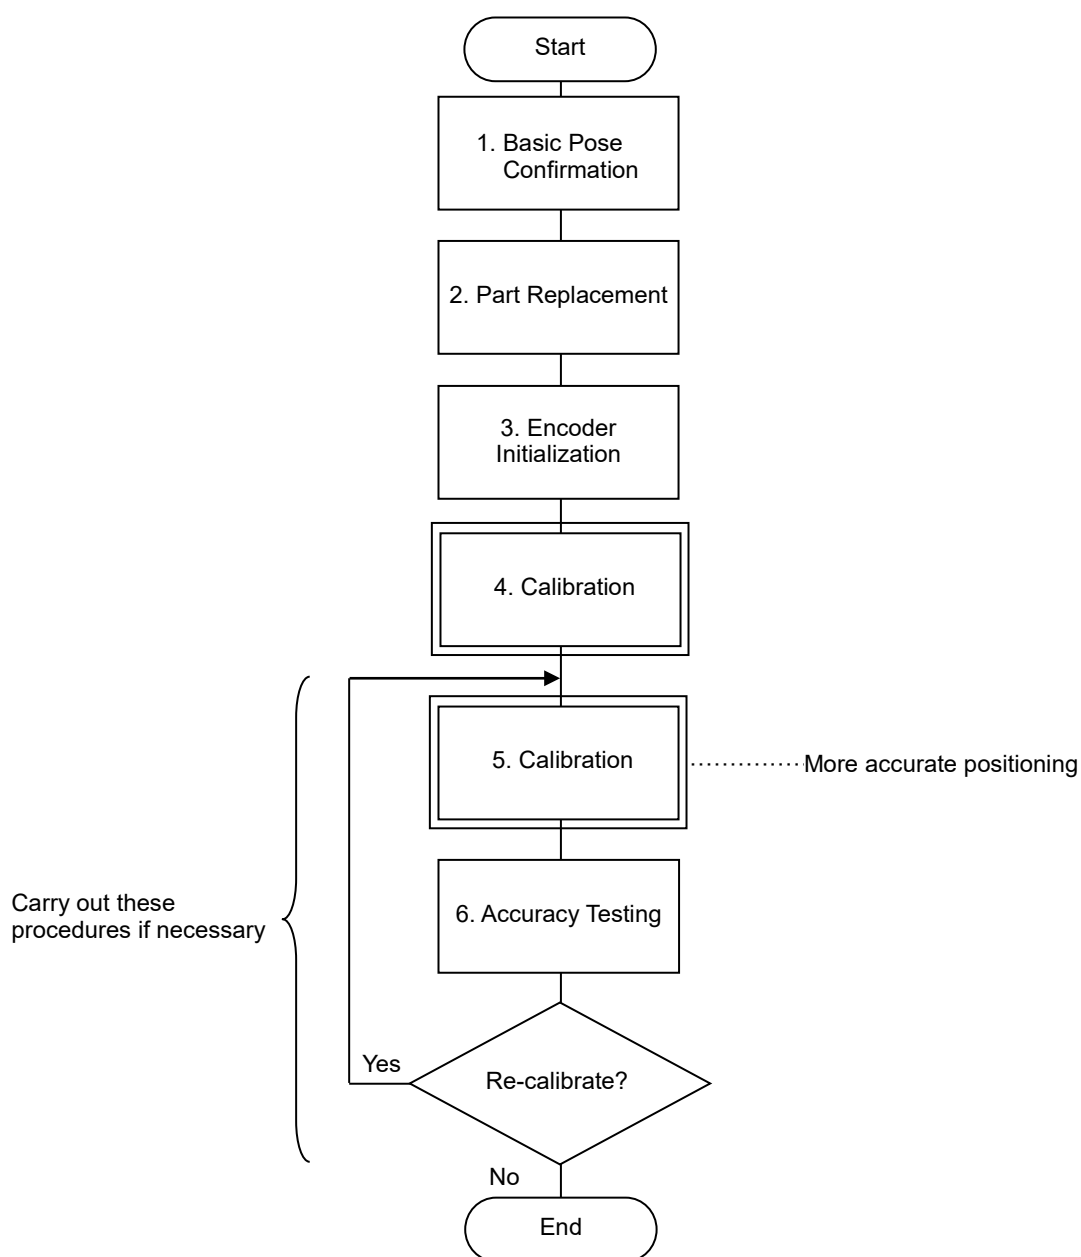 Start
1. Basic Pose
Confirmation
2. Part Replacement
3. Encoder
Initialization
4. Calibration
5. Calibration
More accurate positioning
Carry out these
procedures if necessary
6. Accuracy Testing
Yes
Re-calibrate?
No
End